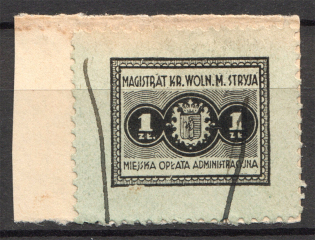 MAGISTRAT KR. WOLN. M. STRYJA
1 ZŁ. 1 ZŁ.
MIEJSKA OPŁATA ADMINISTRACYJNA